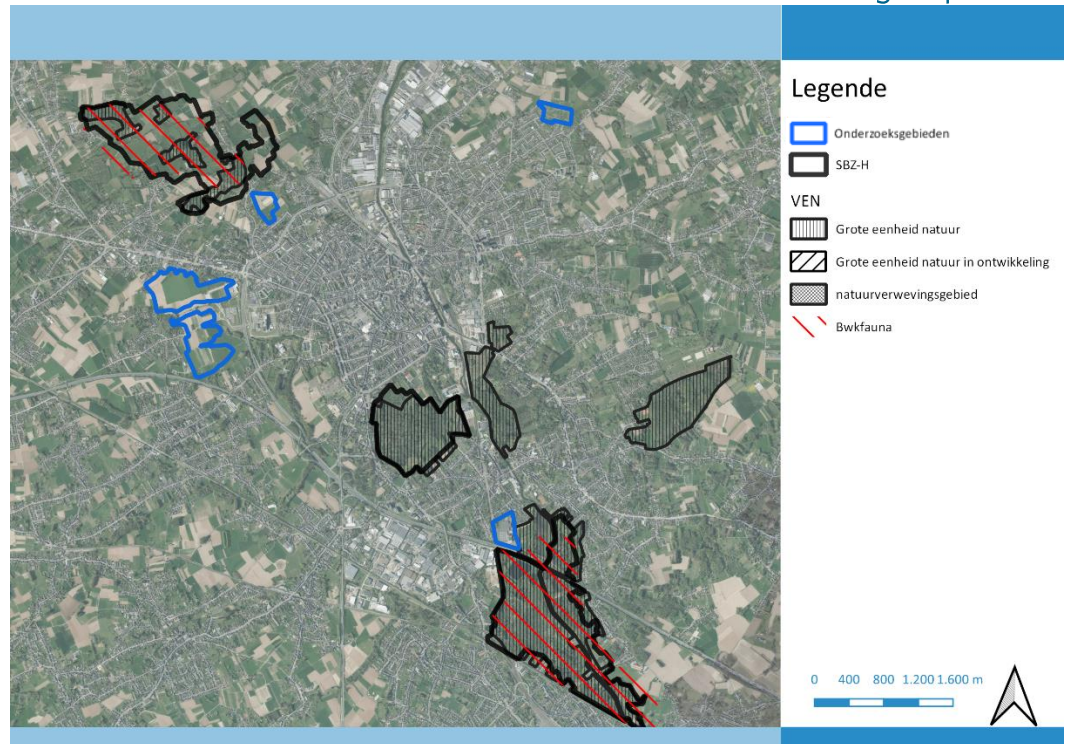 Legende
Onderzoeksgebieden
SBZ-H
VEN
Grote eenheid natuur
Grote eenheid natuur in ontwikkeling
natuurverwevingsgebied
Bwkfauna
0 400 800 1.200 1.600 m